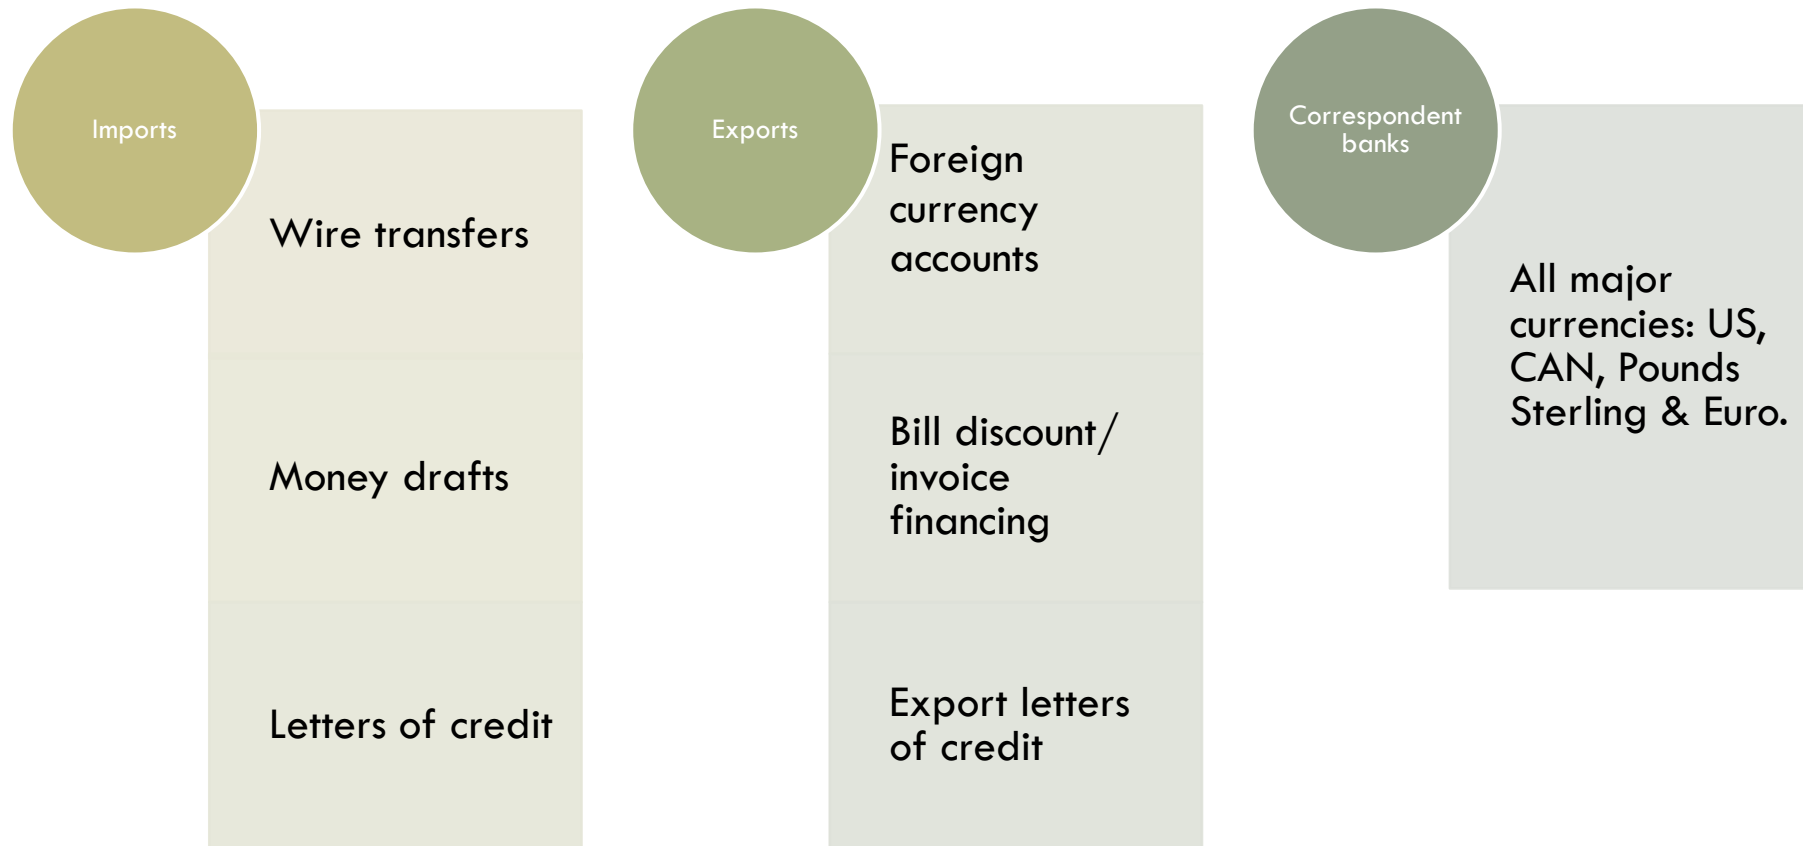 Imports
Wire transfers
Money drafts
Letters of credit
Exports
Foreign
currency
accounts
Bill discount/
invoice
financing
Export letters
of credit
Correspondent
banks
All major
currencies: US,
CAN, Pounds
Sterling & Euro.